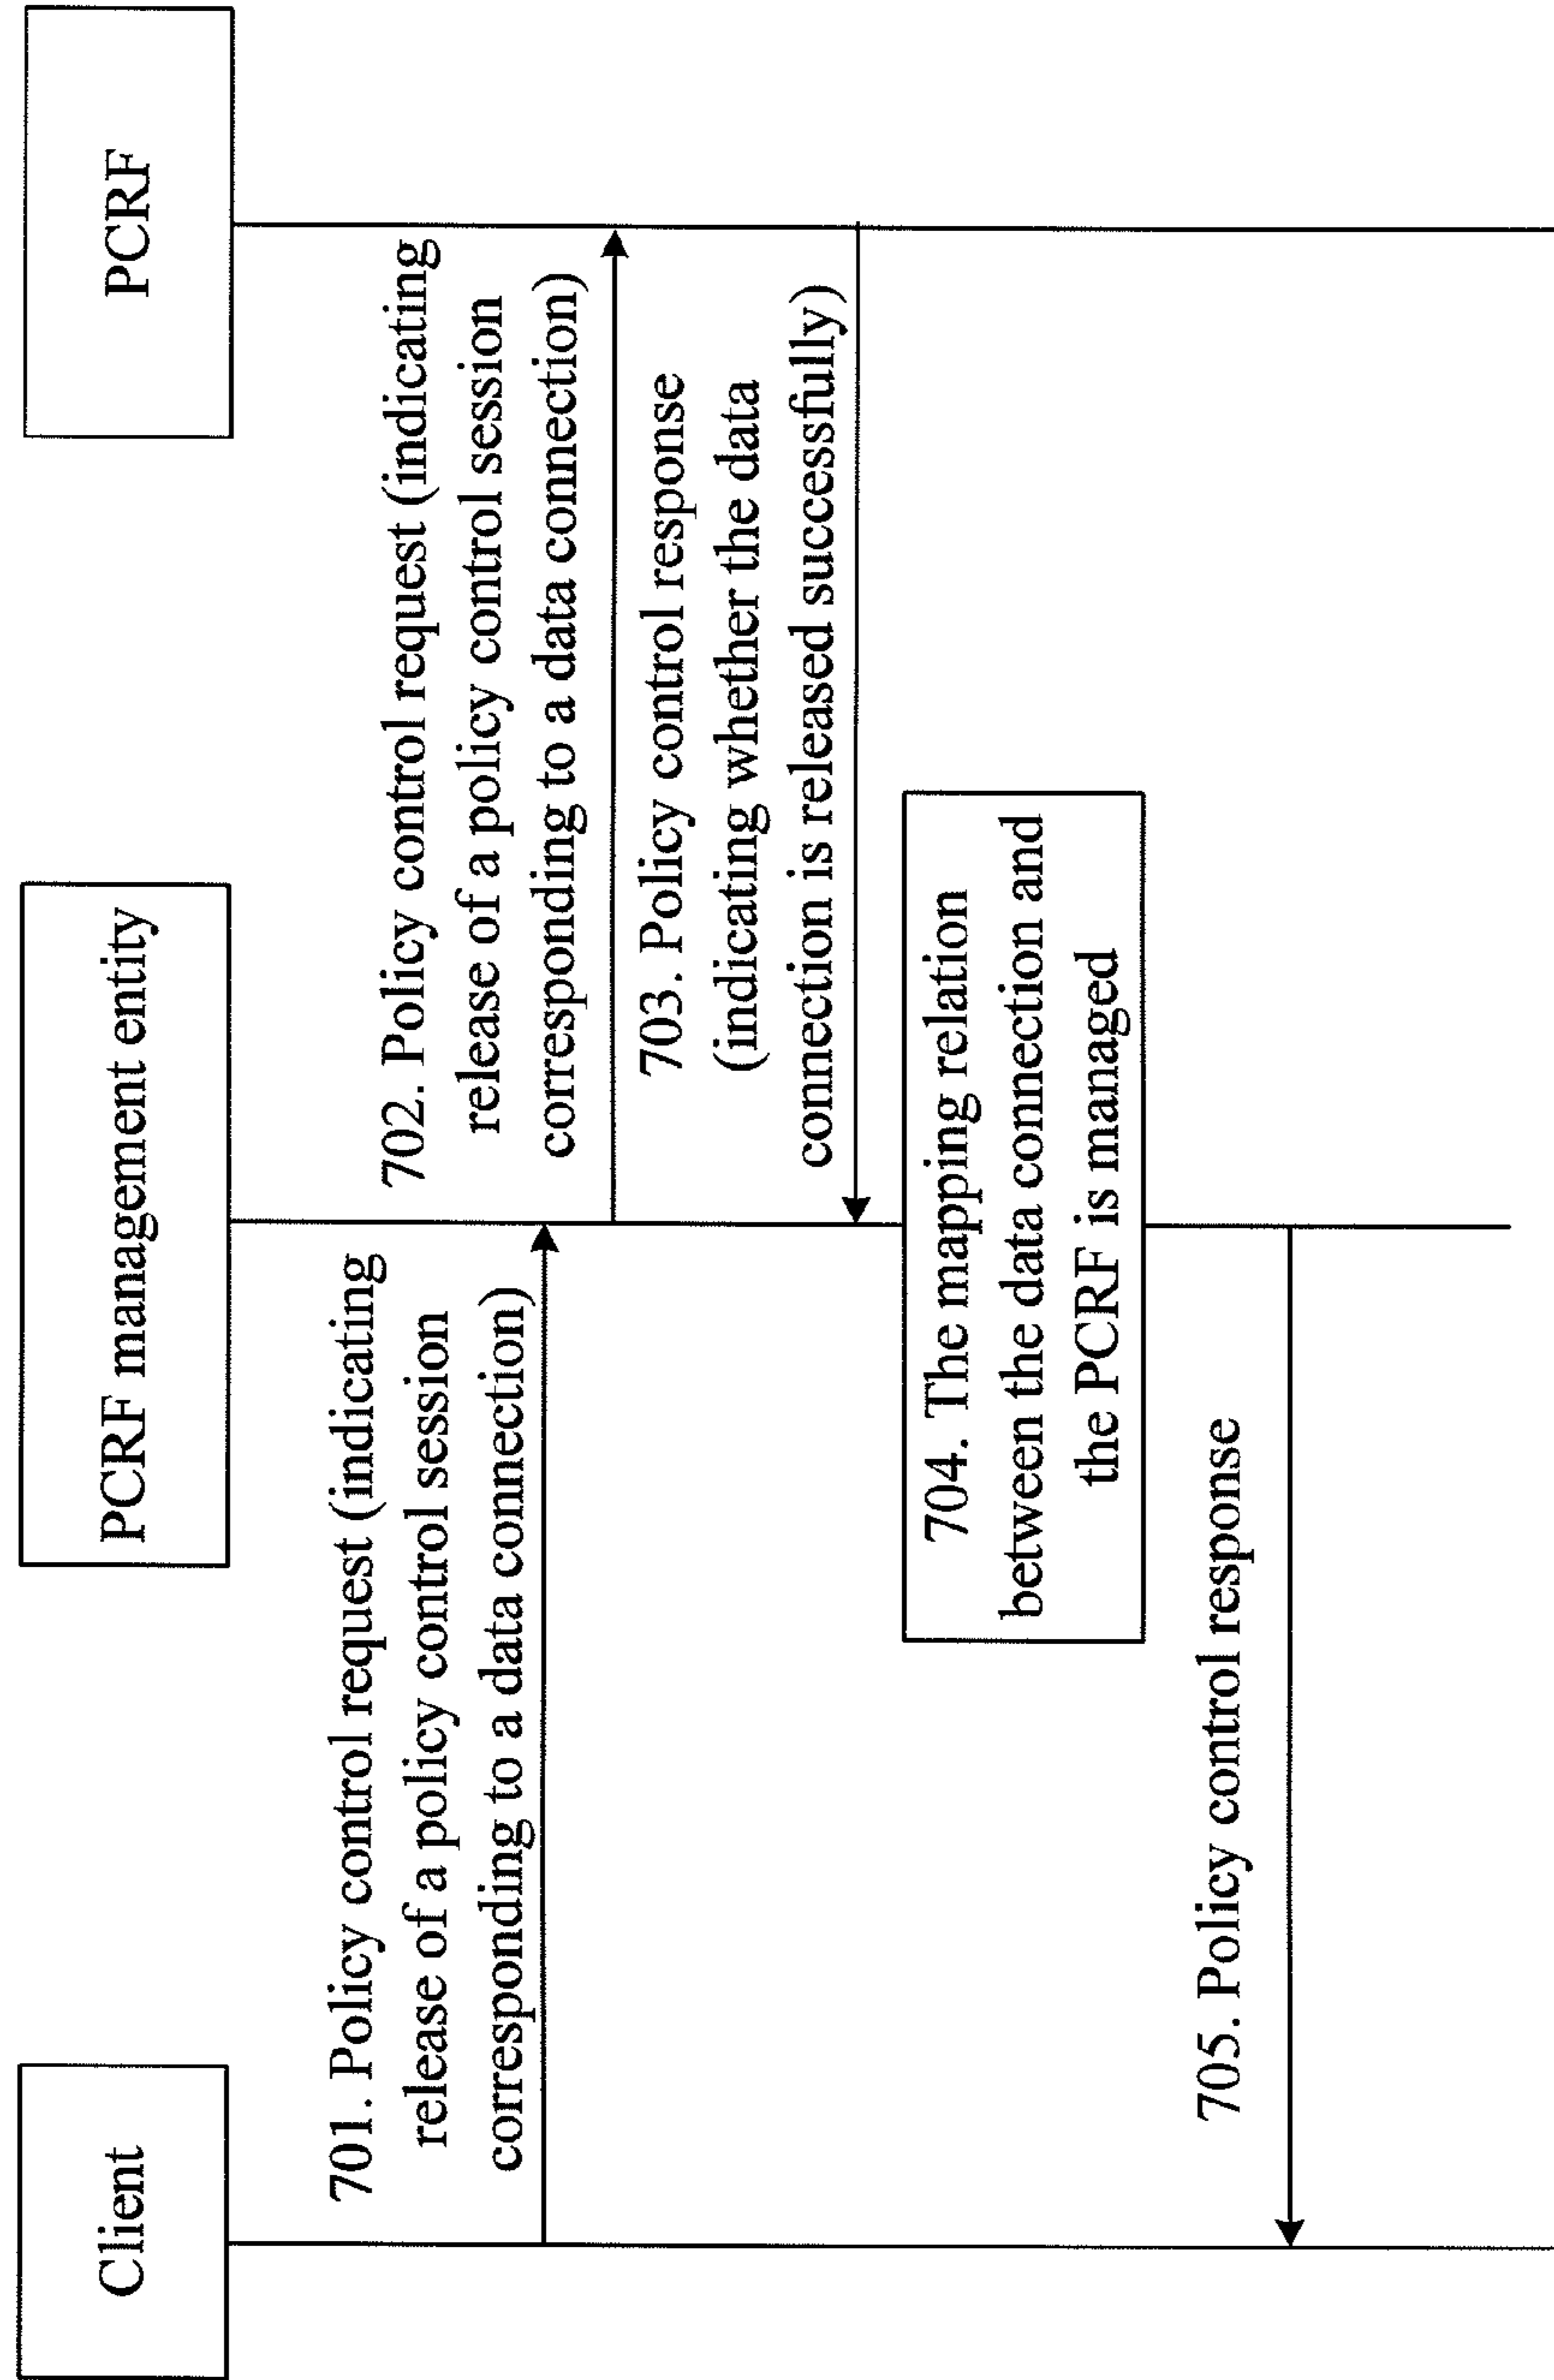 Client
PCRF management entity
PCRF
701. Policy control request (indicating
release of a policy control session
corresponding to a data connection)
702. Policy control request (indicating
release of a policy control session
corresponding to a data connection)
703. Policy control response
(indicating whether the data
connection is released successfully)
704. The mapping relation
between the data connection and
the PCRF is managed
705. Policy control response